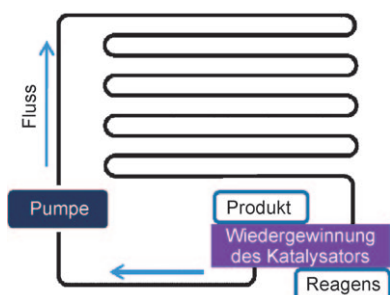 Fluss
Pumpe
Produkt
Wiedergewinnung
des Katalysators
Reagens